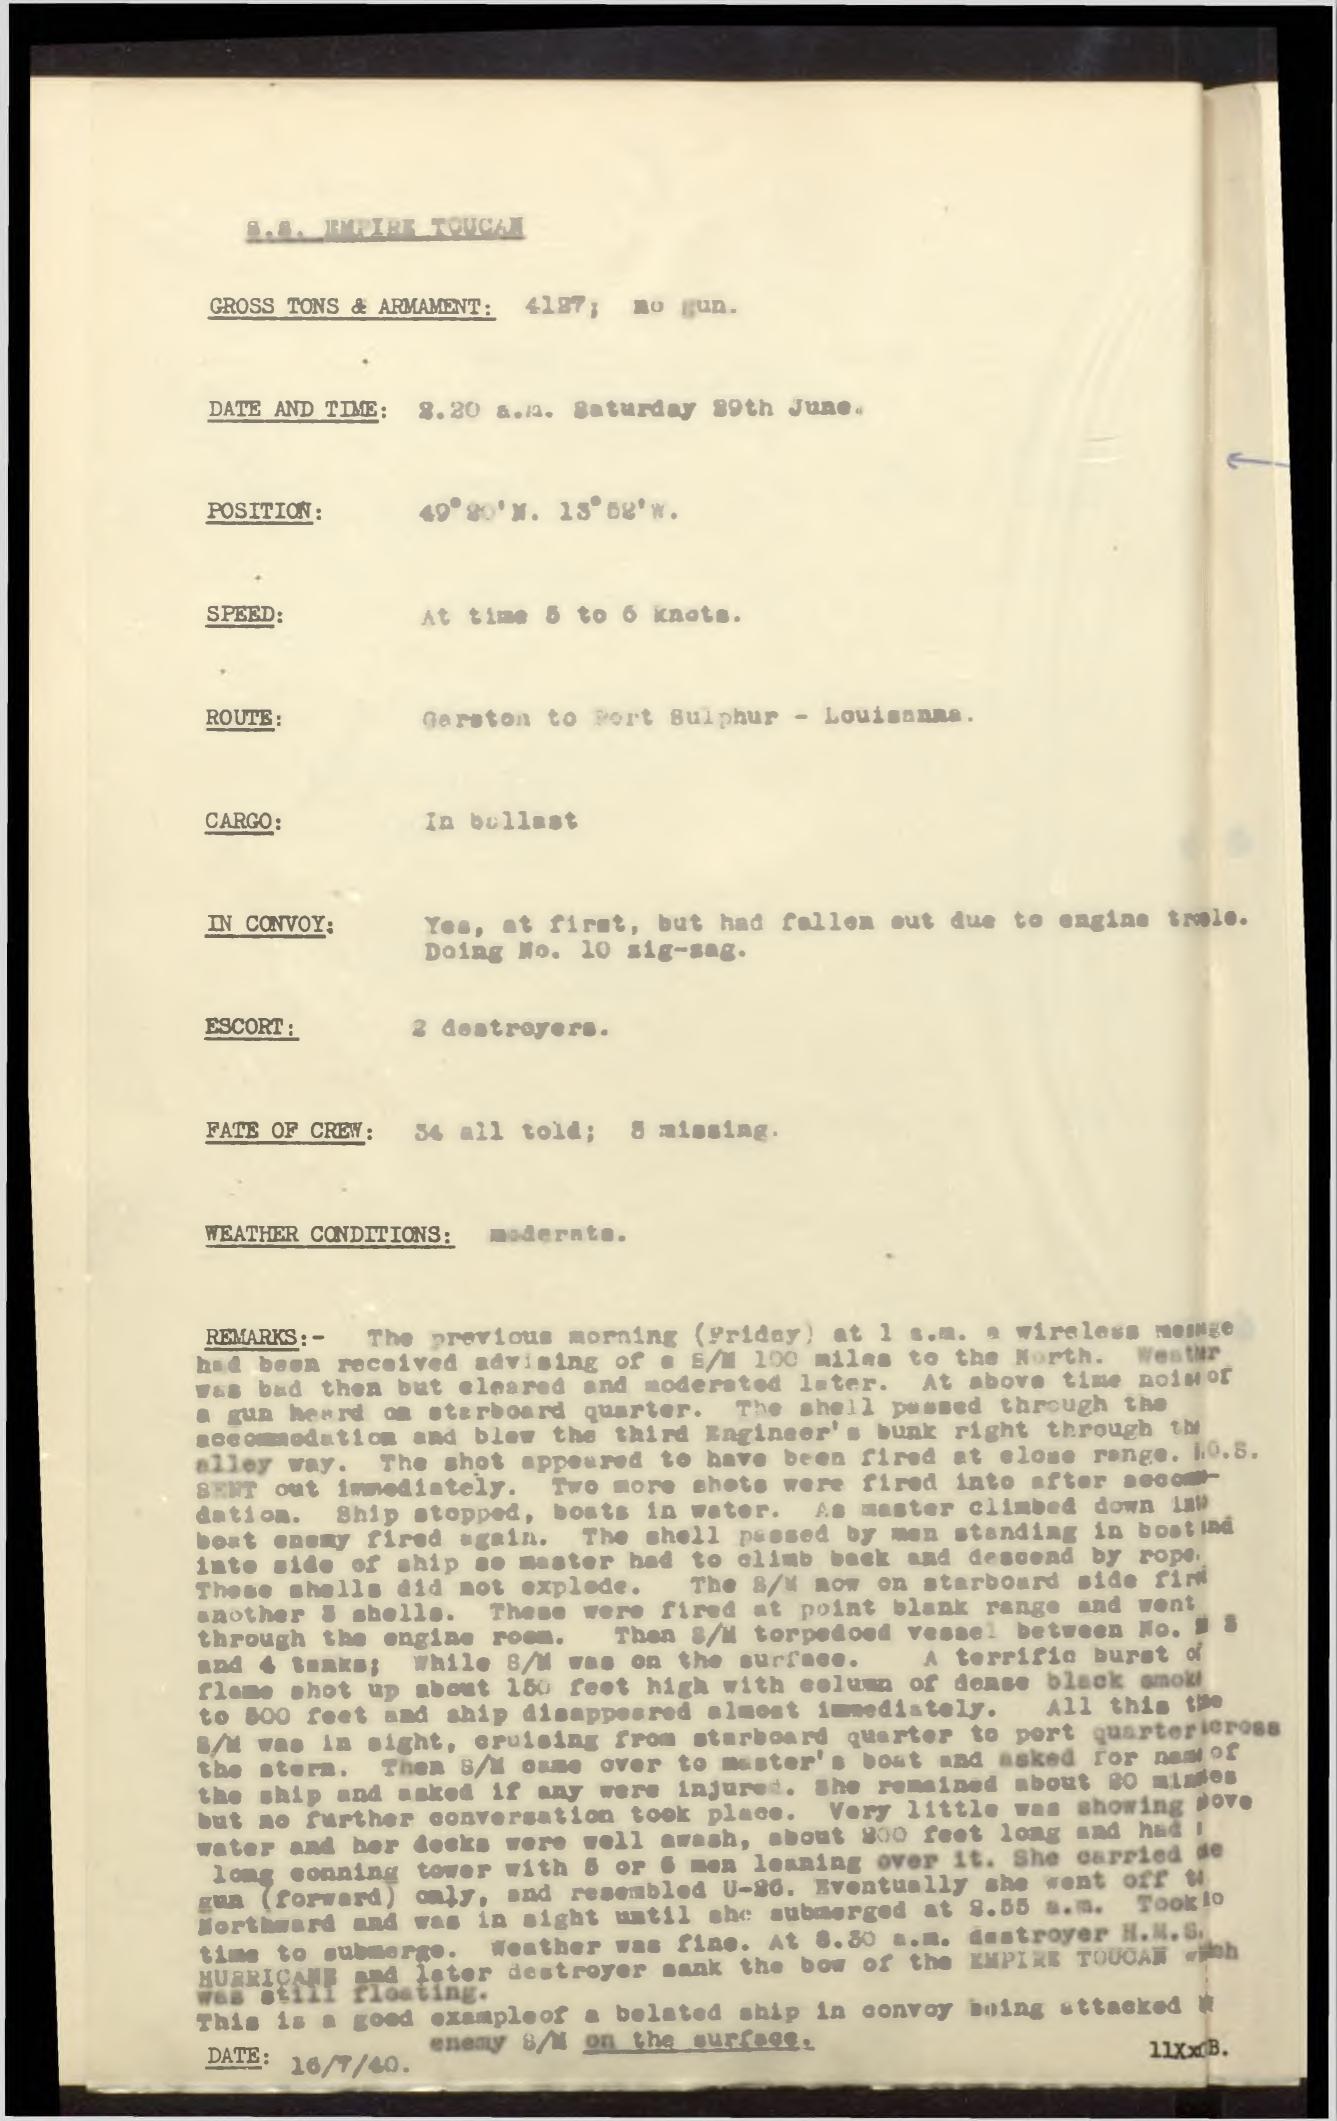 S.S. EMPIRE TOUCAN
GROSS TONS & ARMAMENT: 4127; no gun.
DATE AND TIME: 2.20 a.m. Saturday 29th June.
POSITION: 49°20'N. 13°52'W.
SPEED: At time 5 to 6 knots.
ROUTE: Garston to Port Sulphur - Louisanna.
CARGO: In ballast
IN CONVOY: Yes, at first, but had fallen out due to engine
Doing No. 10 zig-zag.
ESCORT: 2 destroyers.
FATE OF CREW: 34 all told; 3 missing.
WEATHER CONDITIONS: moderate.
REMARKS:- The previous morning (Friday) at 1 a.m. a wireless message
had been received advising of a S/M 100 miles to the North. Weather
was bad then but cleared and moderated later. At above time noise of
a gun heard on starboard quarter. The shell passed through the
accommodation and blew the third Engineer's bunk right through the
alley way. The shot appeared to have been fired at close range. S.O.S.
SENT out immediately. Two more shots were fired into after accommo-
dation. Ship stopped, boats in water. As master climbed down into
boat enemy fired again. The shell passed by men standing in boat and
into side of ship so master had to climb back and descend by rope.
These shells did not explode. The S/M now on starboard side fired
another 3 shells. These were fired at point blank range and went
through the engine room. Then S/M torpedoed vessel between No. 3
and 4 tanks; while S/M was on the surface. A terrific burst of
flame shot up about 150 feet high with column of dense black smoke
to 500 feet and ship disappeared almost immediately. All this time
S/M was in sight, cruising from starboard quarter to port quarter across
the stern. Then S/M came over to master's boat and asked for name of
the ship and asked if any were injured. She remained about 20 minutes
but no further conversation took place. Very little was showing above
water and her decks were well awash, about 200 feet long and had
long conning tower with 5 or 6 men leaning over it. She carried one
gun (forward) only, and resembled U-26. Eventually she went off to
Northward and was in sight until she submerged at 2.55 a.m. Took no
time to submerge. Weather was fine. At 8.30 a.m. destroyer H.M.S.
HURRICANE and later destroyer sank the bow of the EMPIRE TOUCAN which
was still floating.
This is a good exampleof a belated ship in convoy being attacked
enemy S/M on the surface.
DATE: 16/7/40.